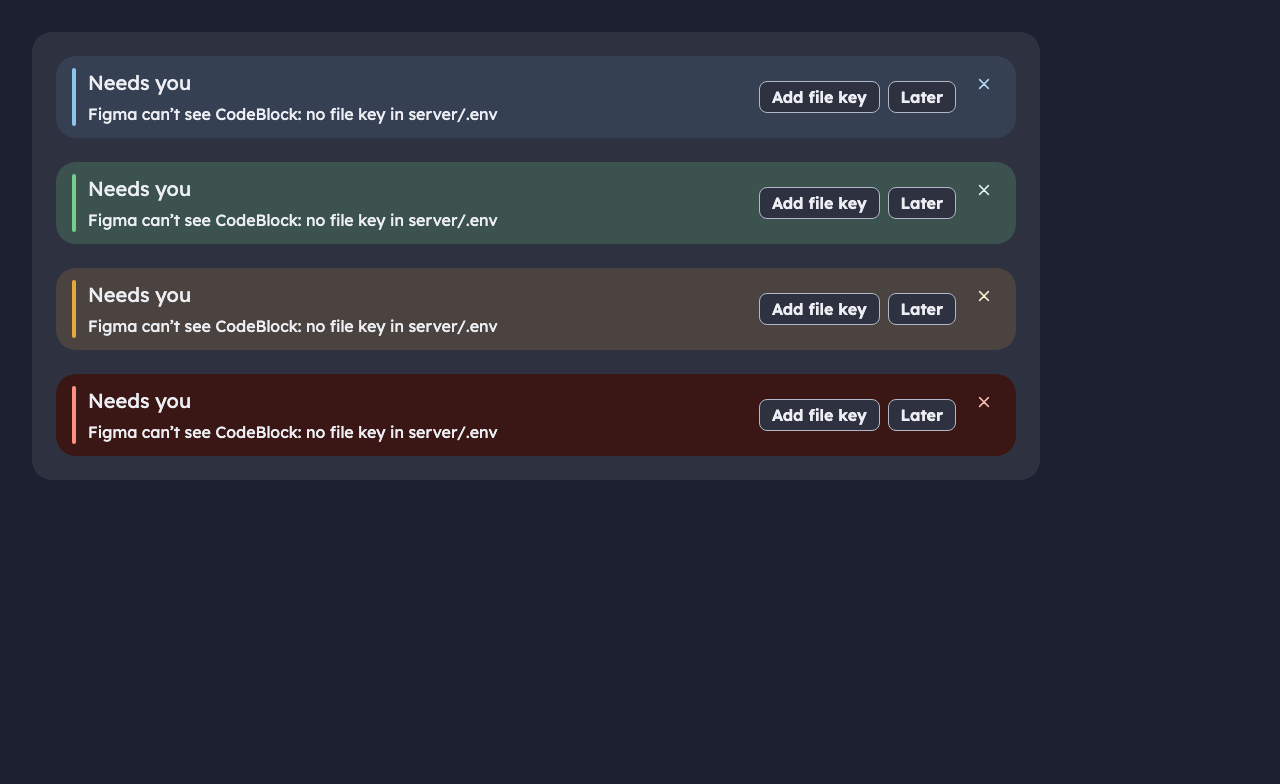 Needs you
Add file key
Later
×
Figma can’t see CodeBlock: no file key in server/.env
Needs you
Add file key
Later
×
Figma can’t see CodeBlock: no file key in server/.env
Needs you
Add file key
Later
×
Figma can’t see CodeBlock: no file key in server/.env
Needs you
Add file key
Later
×
Figma can’t see CodeBlock: no file key in server/.env